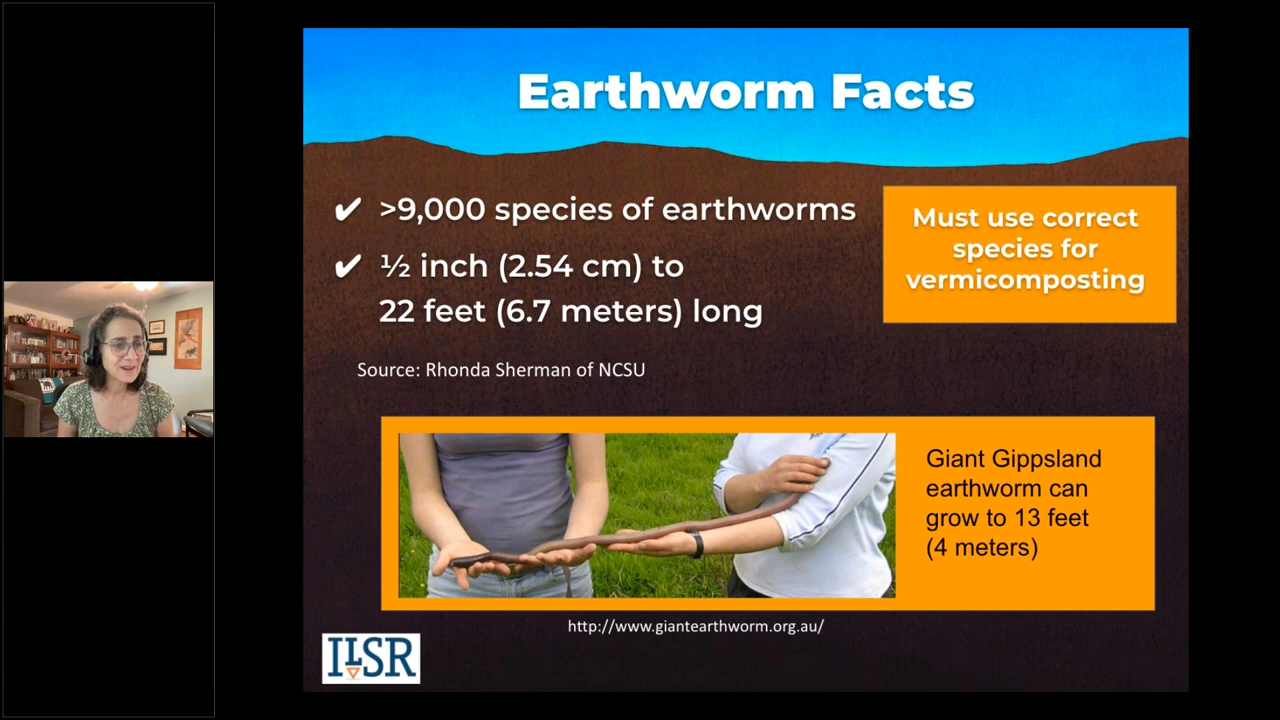 Earthworm Facts
✔ >9,000 species of earthworms
✔ ½ inch (2.54 cm) to
22 feet (6.7 meters) long
Source: Rhonda Sherman of NCSU
Must use correct
species for
vermicomposting
Giant Gippsland
earthworm can
grow to 13 feet
(4 meters)
http://www.giantearthworm.org.au/
ILSR